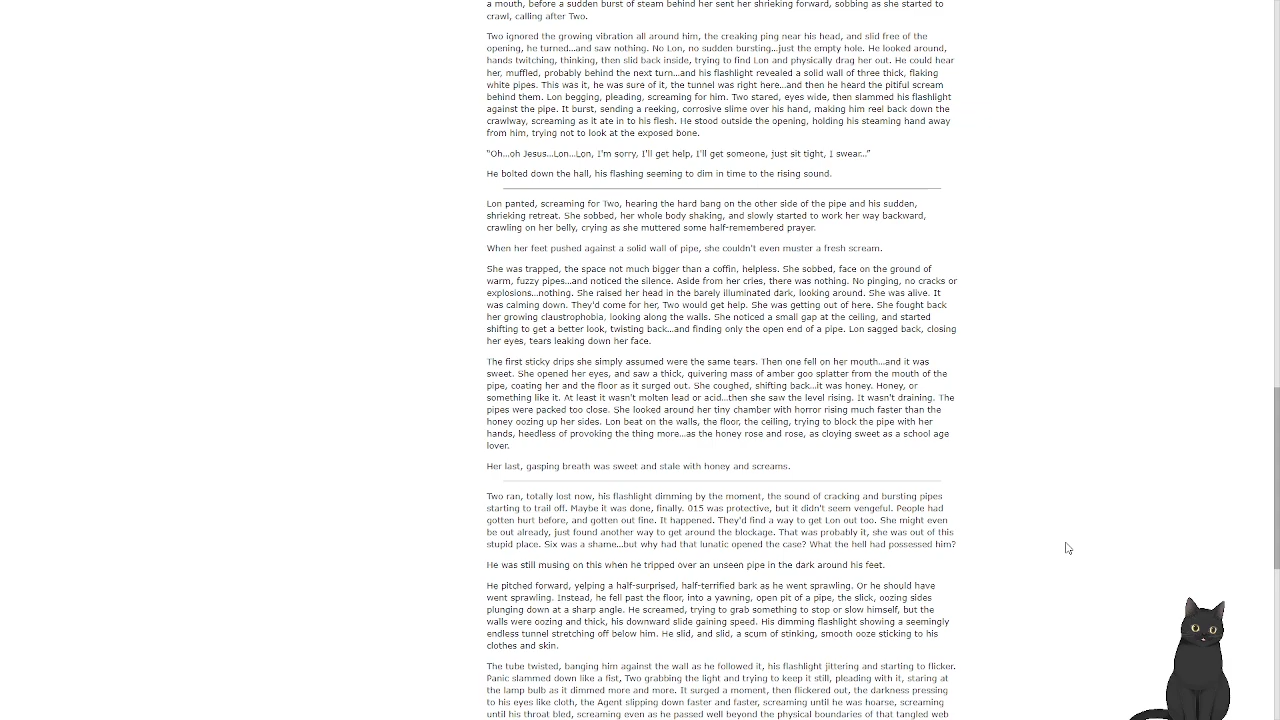 a mouth, before a sudden burst of steam behind her sent her shrieking forward, sobbing as she started to
crawl, calling after Two.
Two ignored the growing vibration all around him, the creaking ping near his head, and slid free of the
opening, he turned...and saw nothing. No Lon, no sudden bursting...just the empty hole. He looked around,
hands twitching, thinking, then slid back inside, trying to find Lon and physically drag her out. He could hear
her, muffled, probably behind the next turn...and his flashlight revealed a solid wall of three thick, flaking
white pipes. This was it, he was sure of it, the tunnel was right here...and then he heard the pitiful scream
behind them. Lon begging, pleading, screaming for him. Two stared, eyes wide, then slammed his flashlight
against the pipe. It burst, sending a reeking, corrosive slime over his hand, making him reel back down the
crawlway, screaming as it ate in to his flesh. He stood outside the opening, holding his steaming hand away
from him, trying not to look at the exposed bone.
"Oh...oh Jesus...Lon...Lon, I'm sorry, I'll get help, I'll get someone, just sit tight, I swear..."
He bolted down the hall, his flashing seeming to dim in time to the rising sound.
Lon panted, screaming for Two, hearing the hard bang on the other side of the pipe and his sudden,
shrieking retreat. She sobbed, her whole body shaking, and slowly started to work her way backward,
crawling on her belly, crying as she muttered some half-remembered prayer.
When her feet pushed against a solid wall of pipe, she couldn't even muster a fresh scream.
She was trapped, the space not much bigger than a coffin, helpless. She sobbed, face on the ground of
warm, fuzzy pipes...and noticed the silence. Aside from her cries, there was nothing. No pinging, no cracks or
explosions...nothing. She raised her head in the barely illuminated dark, looking around. She was alive. It
was calming down. They'd come for her, Two would get help. She was getting out of here. She fought back
her growing claustrophobia, looking along the walls. She noticed a small gap at the ceiling, and started
shifting to get a better look, twisting back...and finding only the open end of a pipe. Lon sagged back, closing
her eyes, tears leaking down her face.
The first sticky drips she simply assumed were the same tears. Then one fell on her mouth...and it was
sweet. She opened her eyes, and saw a thick, quivering mass of amber goo splatter from the mouth of the
pipe, coating her and the floor as it surged out. She coughed, shifting back...it was honey. Honey, or
something like it. At least it wasn't molten lead or acid...then she saw the level rising. It wasn't draining. The
pipes were packed too close. She looked around her tiny chamber with horror rising much faster than the
honey oozing up her sides. Lon beat on the walls, the floor, the ceiling, trying to block the pipe with her
hands, heedless of provoking the thing more...as the honey rose and rose, as cloying sweet as a school age
lover.
Her last, gasping breath was sweet and stale with honey and screams.
Two ran, totally lost now, his flashlight dimming by the moment, the sound of cracking and bursting pipes
starting to trail off. Maybe it was done, finally. 015 was protective, but it didn't seem vengeful. People had
gotten hurt before, and gotten out fine. It happened. They'd find a way to get Lon out too. She might even
be out already, just found another way to get around the blockage. That was probably it, she was out of this
stupid place. Six was a shame...but why had that lunatic opened the case? What the hell had possessed him?
He was still musing on this when he tripped over an unseen pipe in the dark around his feet.
He pitched forward, yelping a half-surprised, half-terrified bark as he went sprawling. Or he should have
went sprawling. Instead, he fell past the floor, into a yawning, open pit of a pipe, the slick, oozing sides
plunging down at a sharp angle. He screamed, trying to grab something to stop or slow himself, but the
walls were oozing and thick, his downward slide gaining speed. His dimming flashlight showing a seemingly
endless tunnel stretching off below him. He slid, and slid, a scum of stinking, smooth ooze sticking to his
clothes and skin.
The tube twisted, banging him against the wall as he followed it, his flashlight jittering and starting to flicker.
Panic slammed down like a fist, Two grabbing the light and trying to keep it still, pleading with it, staring at
the lamp bulb as it dimmed more and more. It surged a moment, then flickered out, the darkness pressing
to his eyes like cloth, the Agent slipping down faster and faster, screaming until he was hoarse, screaming
until his throat bled, screaming even as he passed well beyond the physical boundaries of that tangled web